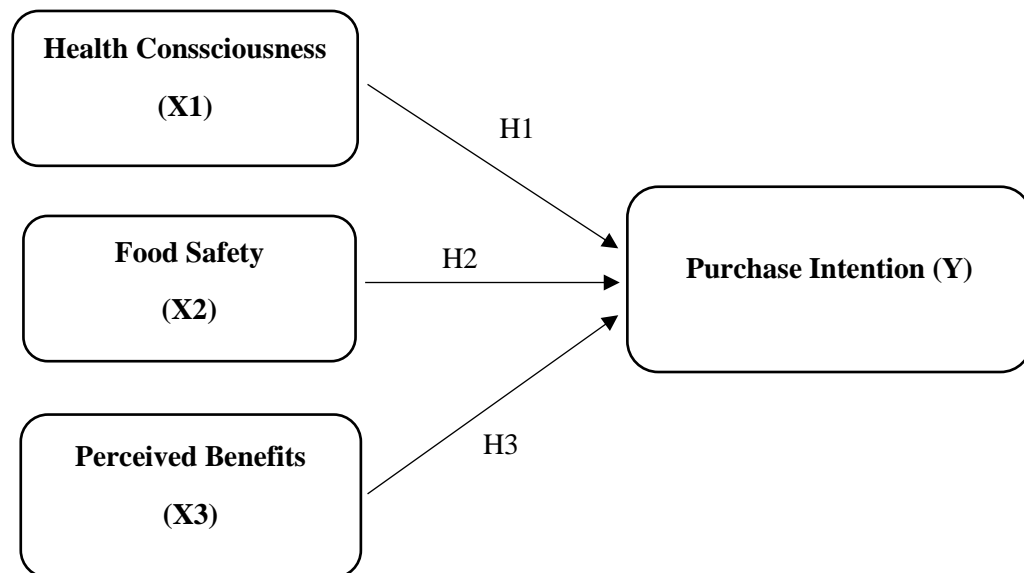 Health Conssciousness
(X1)
H1
Food Safety
(X2)
H2
Purchase Intention (Y)
Perceived Benefits
(X3)
H3